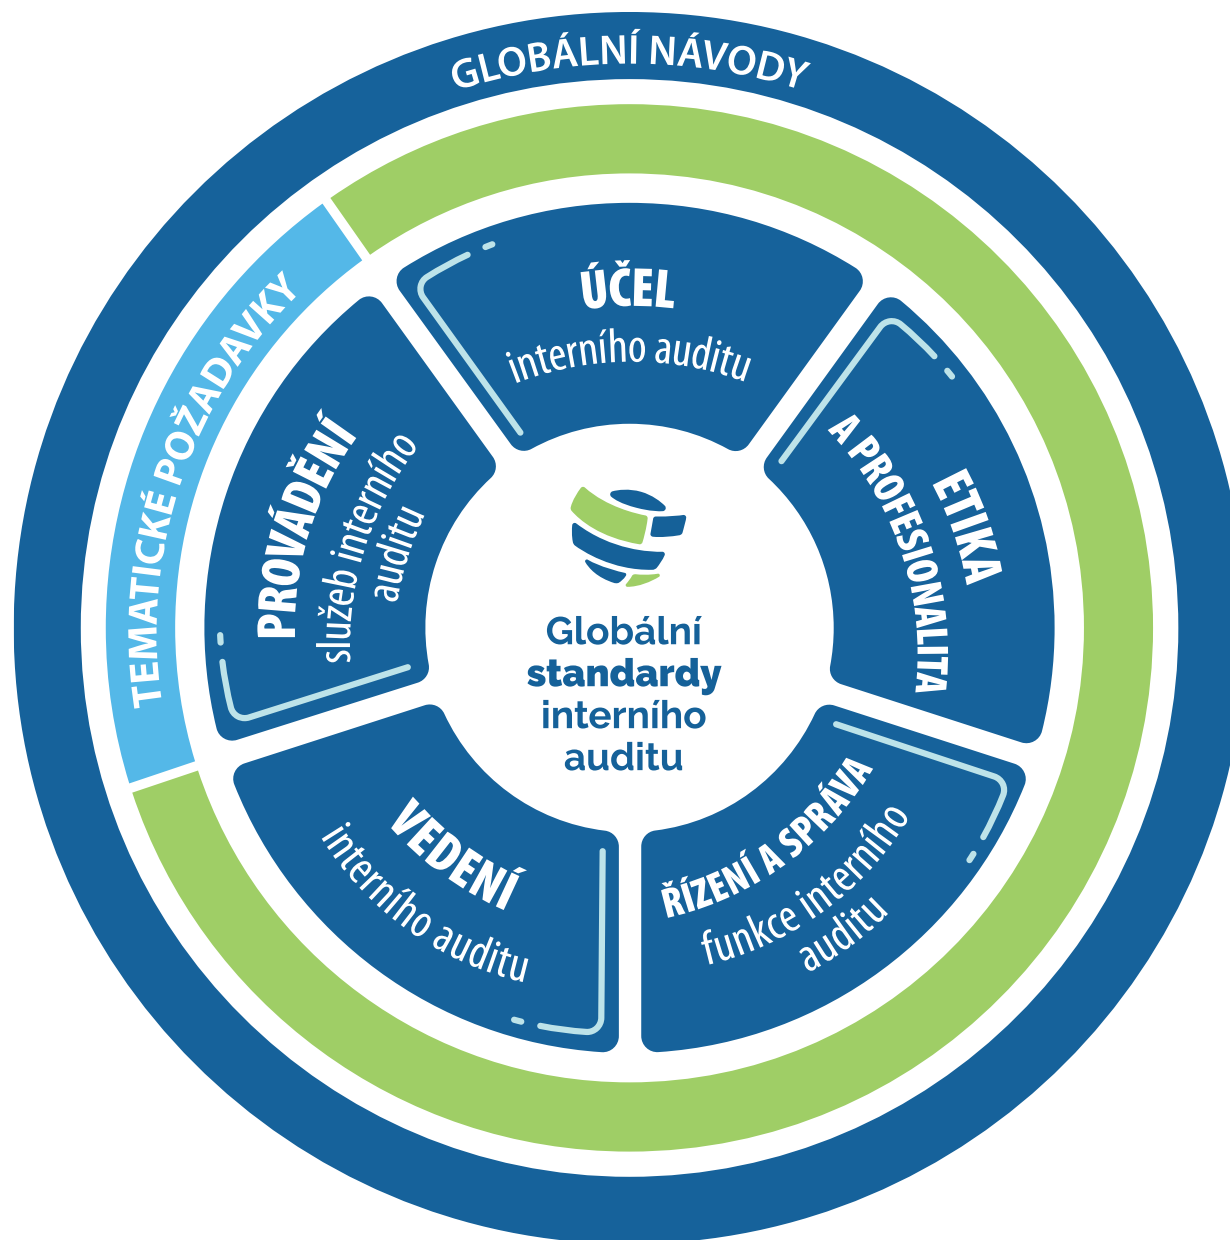 GLOBÁLNÍ NÁVODY
TEMATICKÉ POŽADAVKY
ÚČEL
interního auditu
ETIKA
A PROFESIONALITA
ŘÍZENÍ A SPRÁVA
funkce interního
auditu
VEDENÍ
interního auditu
PROVÁDĚNÍ
služeb interního
auditu
Globální
standardy
interního
auditu